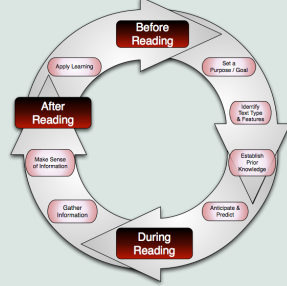 Before
Reading
Set a
Purpose / Goal
Identify
Text Type
& Features
Establish
Prior
Knowledge
Anticipate &
Predict
During
Reading
Gather
Information
Make Sense
of Information
After
Reading
Apply Learning